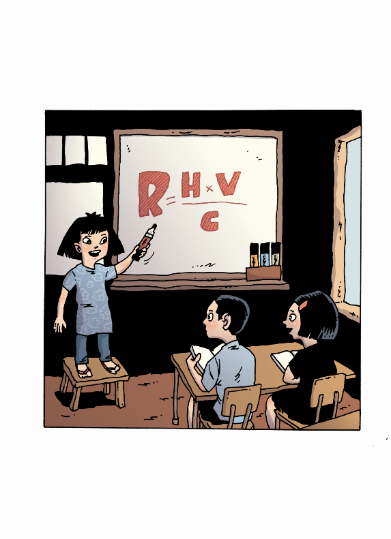 R = H × V
C